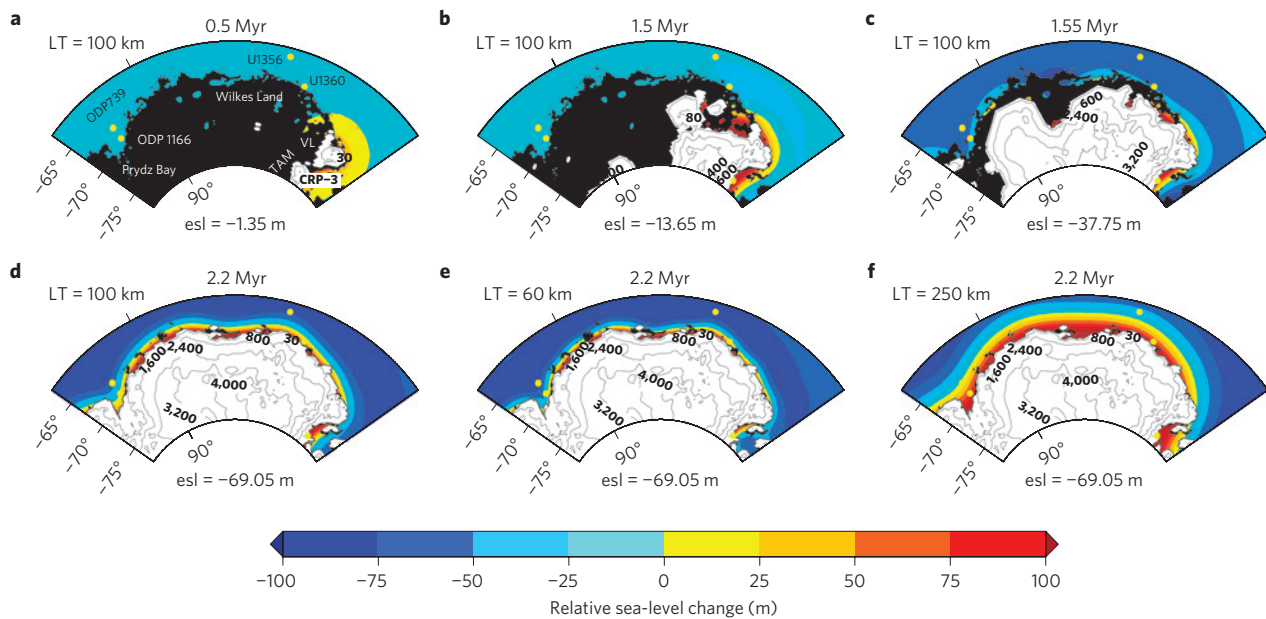 a
0.5 Myr
LT = 100 km
U1356
U1360
Wilkes Land
ODP739
ODP 1166
VL
30
TAM
Prydz Bay
CRP–3
−65°
−70°
−75°
90°
esl = −1.35 m
b
1.5 Myr
LT = 100 km
80
400
600
−65°
−70°
−75°
90°
esl = −13.65 m
c
1.55 Myr
LT = 100 km
600
2,400
3,200
−65°
−70°
−75°
90°
esl = −37.75 m
d
2.2 Myr
LT = 100 km
800
30
2,400
1,600
4,000
3,200
−65°
−70°
−75°
90°
esl = −69.05 m
e
2.2 Myr
LT = 60 km
800
30
2,400
1,600
4,000
3,200
−65°
−70°
−75°
90°
esl = −69.05 m
f
2.2 Myr
LT = 250 km
800
30
2,400
1,600
4,000
3,200
−65°
−70°
−75°
90°
esl = −69.05 m
−100 −75 −50 −25 0 25 50 75 100
Relative sea-level change (m)